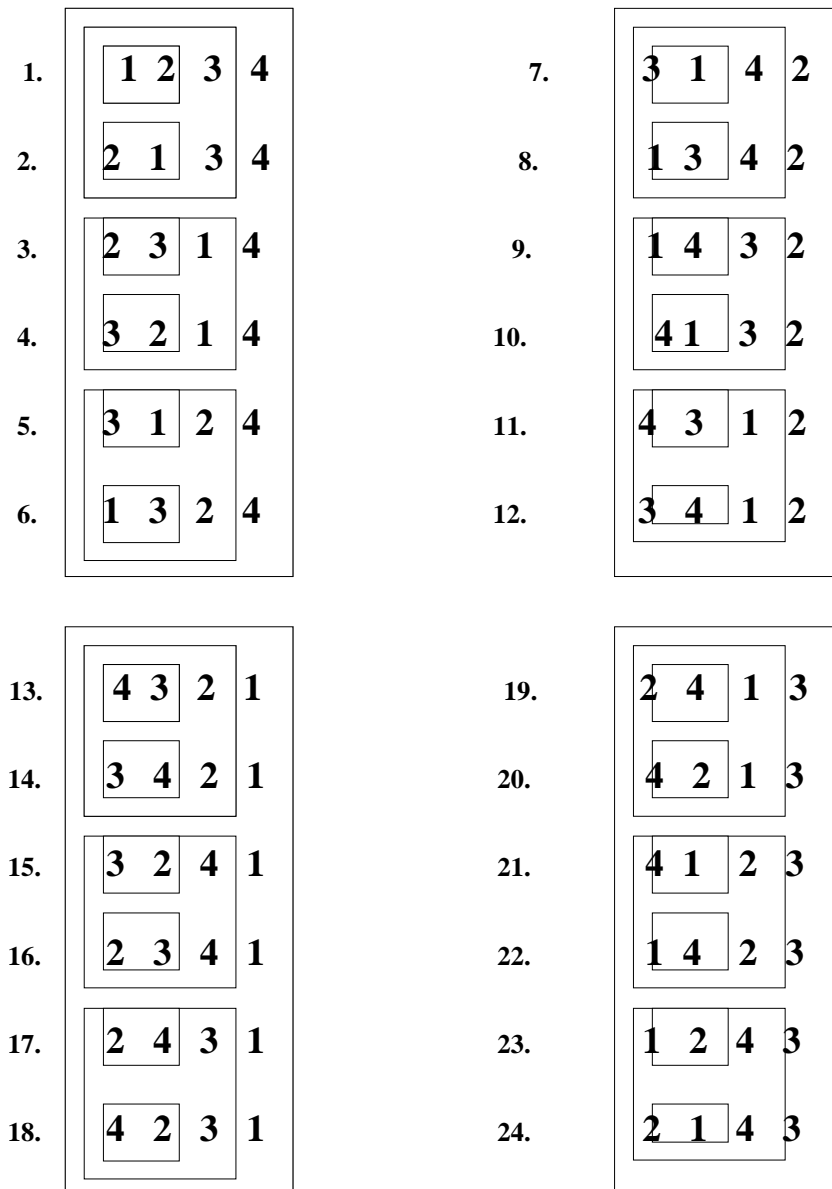 1. 1 2 3 4
2. 2 1 3 4
3. 2 3 1 4
4. 3 2 1 4
5. 3 1 2 4
6. 1 3 2 4
7. 3 1 4 2
8. 1 3 4 2
9. 1 4 3 2
10. 4 1 3 2
11. 4 3 1 2
12. 3 4 1 2
13. 4 3 2 1
14. 3 4 2 1
15. 3 2 4 1
16. 2 3 4 1
17. 2 4 3 1
18. 4 2 3 1
19. 2 4 1 3
20. 4 2 1 3
21. 4 1 2 3
22. 1 4 2 3
23. 1 2 4 3
24. 2 1 4 3